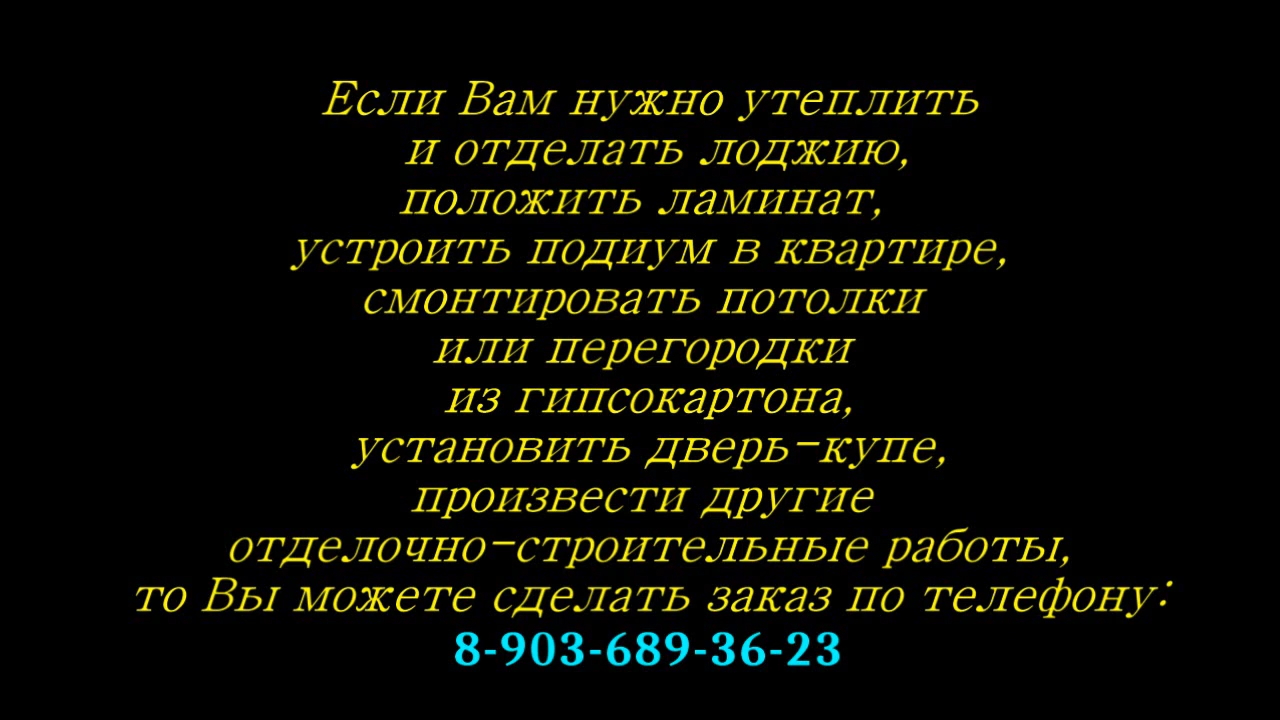 Если Вам нужно утеплить
и отделать лоджию,
положить ламинат,
устроить подиум в квартире,
смонтировать потолки
или перегородки
из гипсокартона,
установить дверь-купе,
произвести другие
отделочно-строительные работы,
то Вы можете сделать заказ по телефону:
8-903-689-36-23